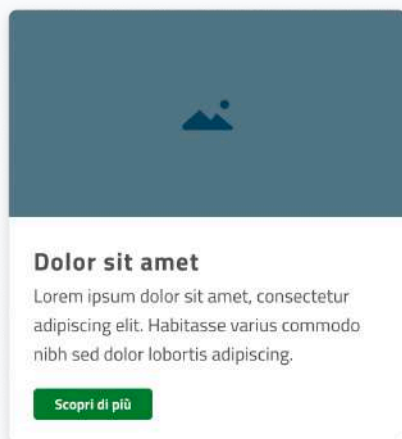 Dolor sit amet
Lorem ipsum dolor sit amet, consectetur
adipiscing elit. Habitasse varius commodo
nibh sed dolor lobortis adipiscing.
Scopri di più